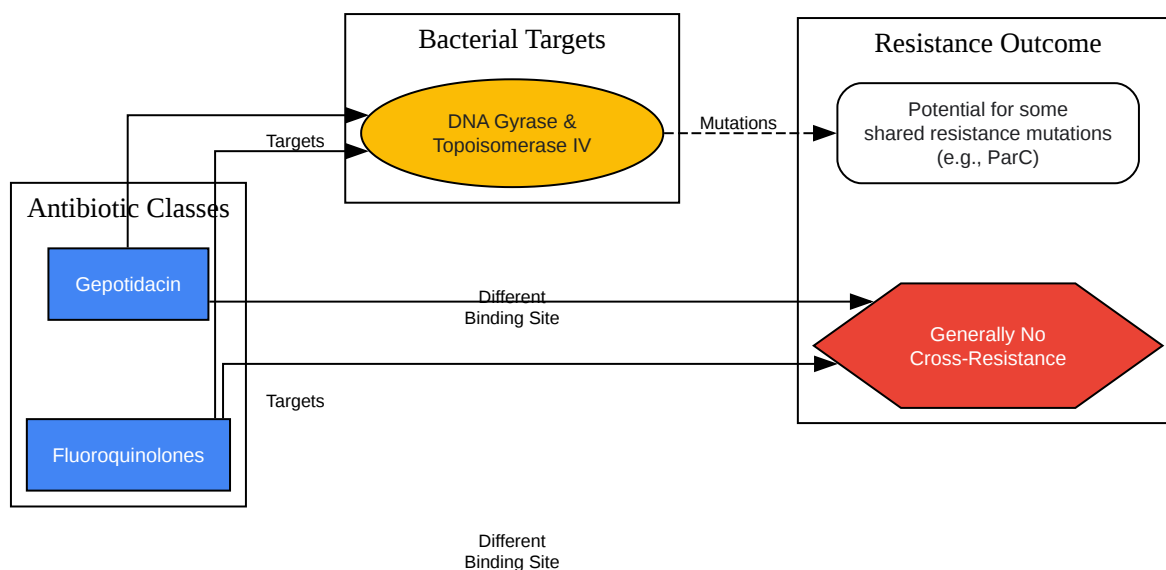 Bacterial Targets
Resistance Outcome
DNA Gyrase &
Topoisomerase IV
Mutations
Potential for some
shared resistance mutations
(e.g., ParC)
Targets
Antibiotic Classes
Gepotidacin
Different
Binding Site
Generally No
Cross-Resistance
Targets
Fluoroquinolones
Different
Binding Site